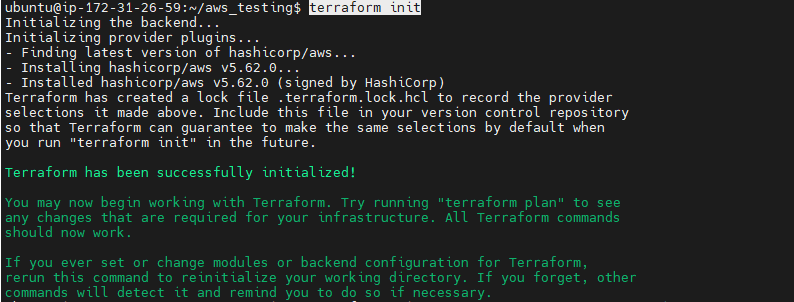 ubuntu@ip-172-31-26-59:~/aws_testing$ terraform init
Initializing the backend...
Initializing provider plugins...
- Finding latest version of hashicorp/aws...
- Installing hashicorp/aws v5.62.0...
- Installed hashicorp/aws v5.62.0 (signed by HashiCorp)
Terraform has created a lock file .terraform.lock.hcl to record the provider
selections it made above. Include this file in your version control repository
so that Terraform can guarantee to make the same selections by default when
you run "terraform init" in the future.
Terraform has been successfully initialized!
You may now begin working with Terraform. Try running "terraform plan" to see
any changes that are required for your infrastructure. All Terraform commands
should now work.
If you ever set or change modules or backend configuration for Terraform,
rerun this command to reinitialize your working directory. If you forget, other
commands will detect it and remind you to do so if necessary.